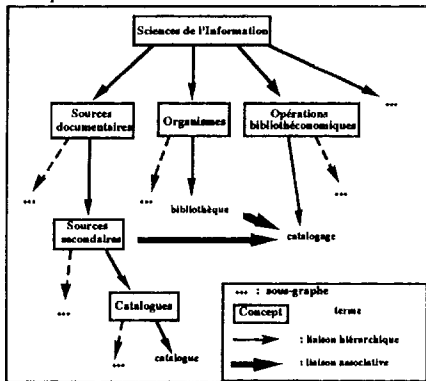 Sciences de l'Information
...
Sources
documentaires
Organismes
Opérations
bibliothéconomiques
...
...
...
bibliothèque
catalogage
Sources
secondaires
...
Catalogues
...
catalogue
... : sous-graphe
Concept
terme
: liaison hiérarchique
: liaison associative